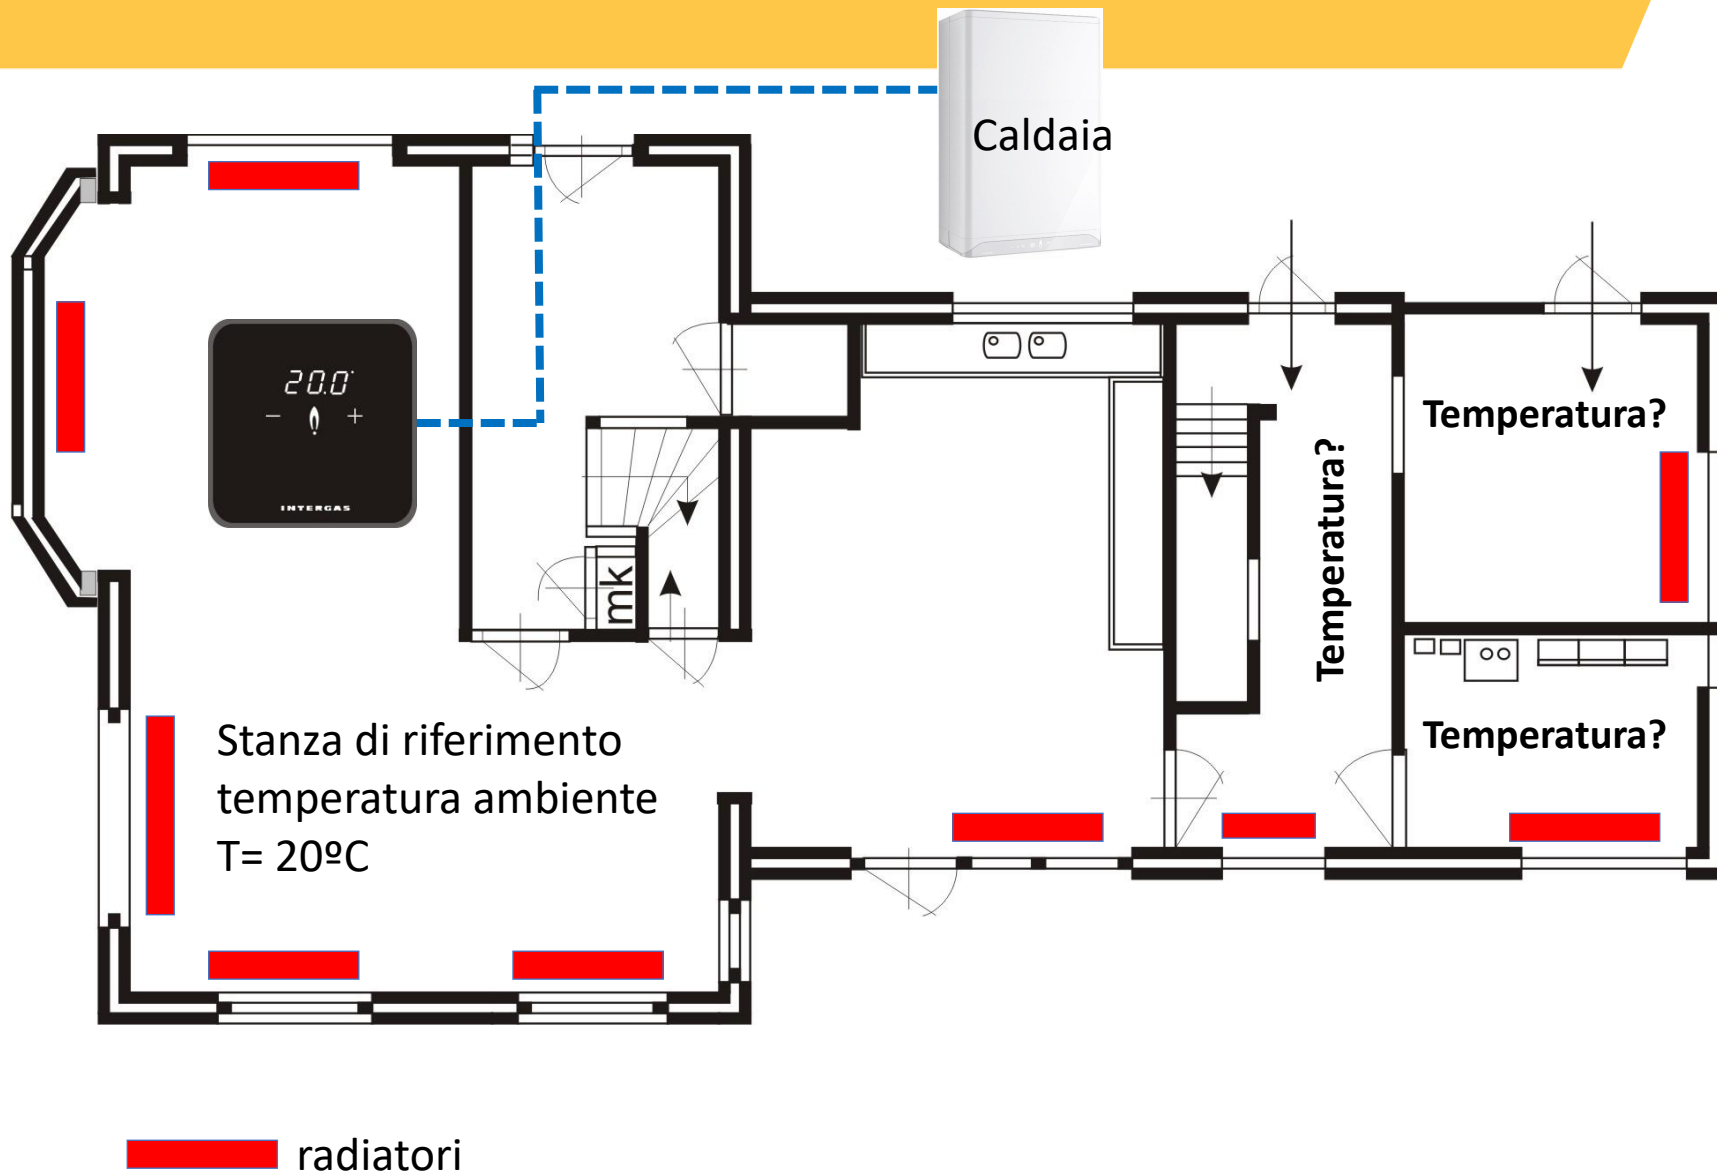 Caldaia
20.0°
− +
INTERGAS
mk
Temperatura?
Temperatura?
Temperatura?
Stanza di riferimento
temperatura ambiente
T= 20ºC
radiatori